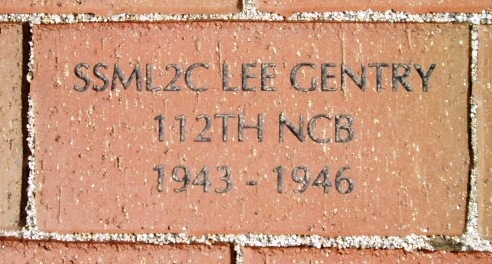 SSML2C LEE GENTRY
112TH NCB
1943 - 1946